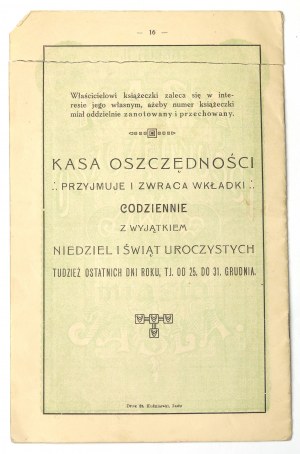 — 16 —
Właścicielowi książeczki zaleca się w inte-
resie jego własnym, ażeby numer książeczki
miał oddzielnie zanotowany i przechowany.
KASA OSZCZĘDNOŚCI
PRZYJMUJE I ZWRACA WKŁADKI
CODZIENNIE
Z WYJĄTKIEM
NIEDZIEL I ŚWIĄT UROCZYSTYCH
TUDZIEŻ OSTATNICH DNI ROKU, TJ. OD 25. DO 31. GRUDNIA.